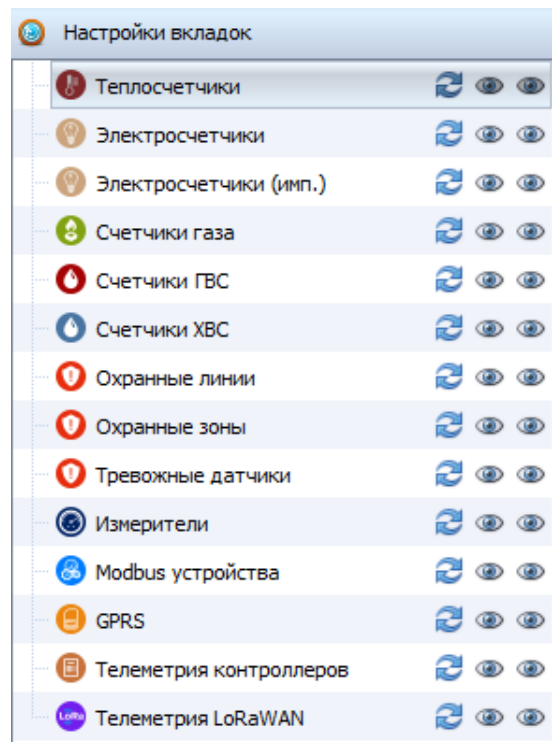 Настройки вкладок
Теплосчетчики
Электросчетчики
Электросчетчики (имп.)
Счетчики газа
Счетчики ГВС
Счетчики ХВС
Охранные линии
Охранные зоны
Тревожные датчики
Измерители
Modbus устройства
GPRS
Телеметрия контроллеров
LoRa Телеметрия LoRaWAN